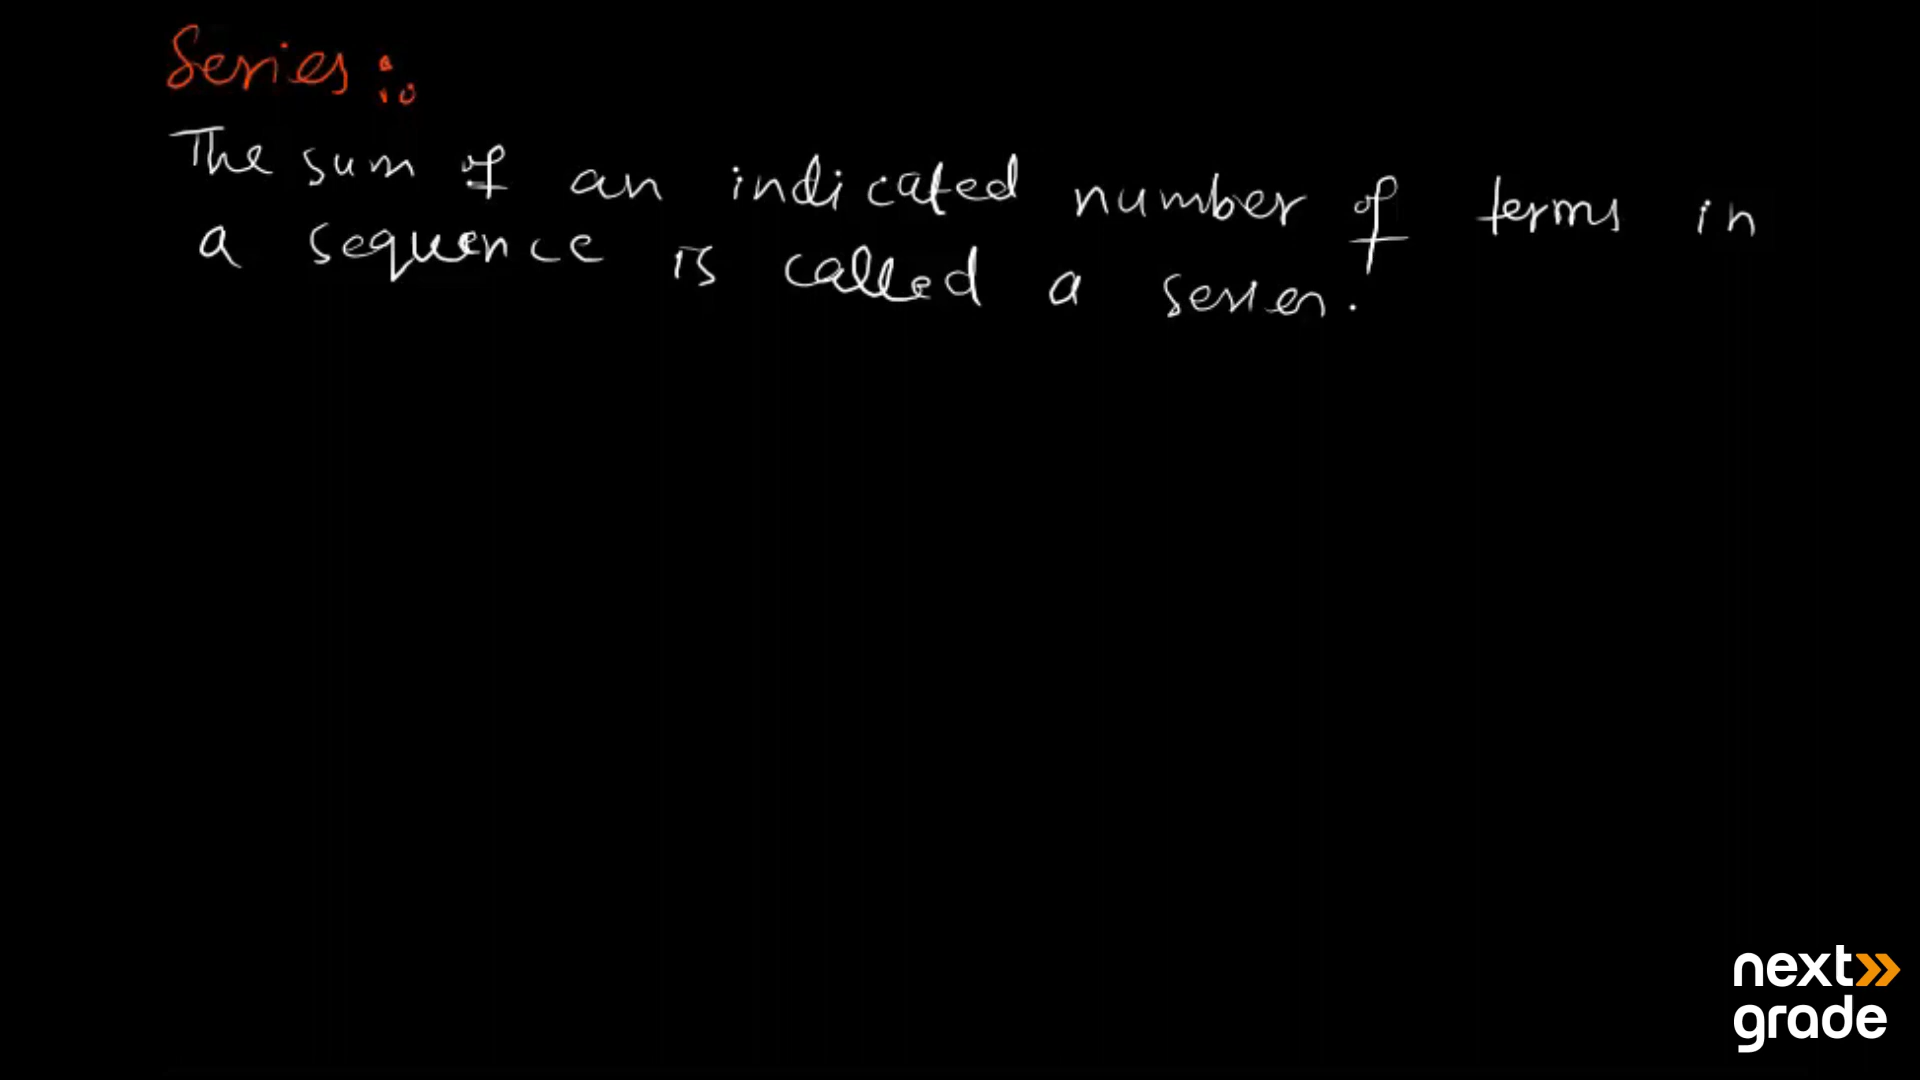 Series :.
The sum of an indicated number of terms in
a sequence is called a series.
next
grade